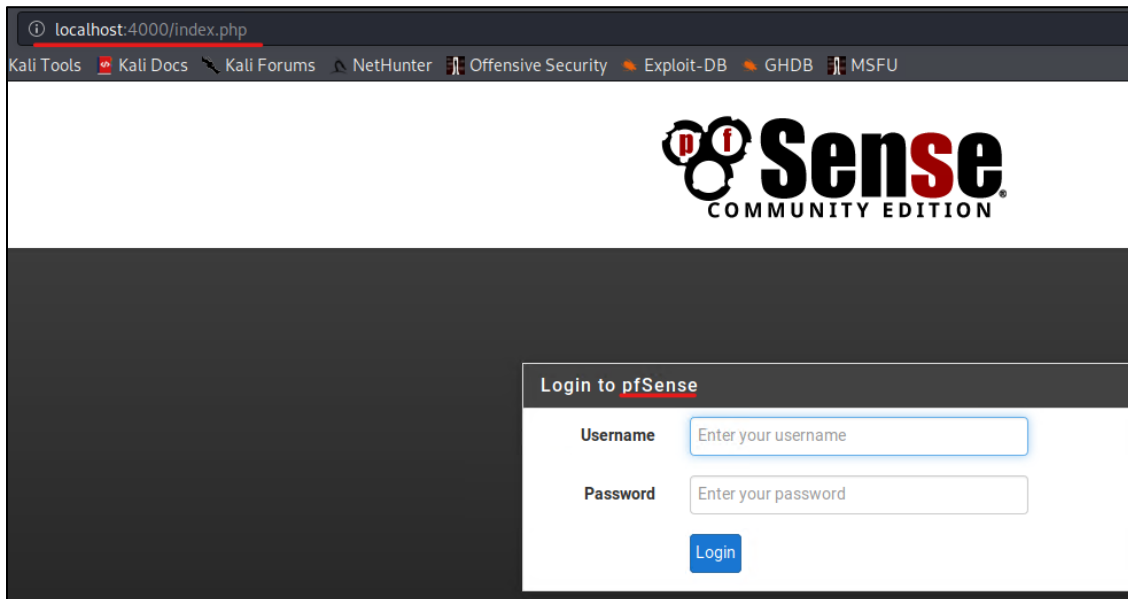 localhost:4000/index.php
Kali Tools Kali Docs Kali Forums NetHunter Offensive Security Exploit-DB GHDB MSFU
pf Sense®
COMMUNITY EDITION
Login to pfSense
Username Enter your username
Password Enter your password
Login